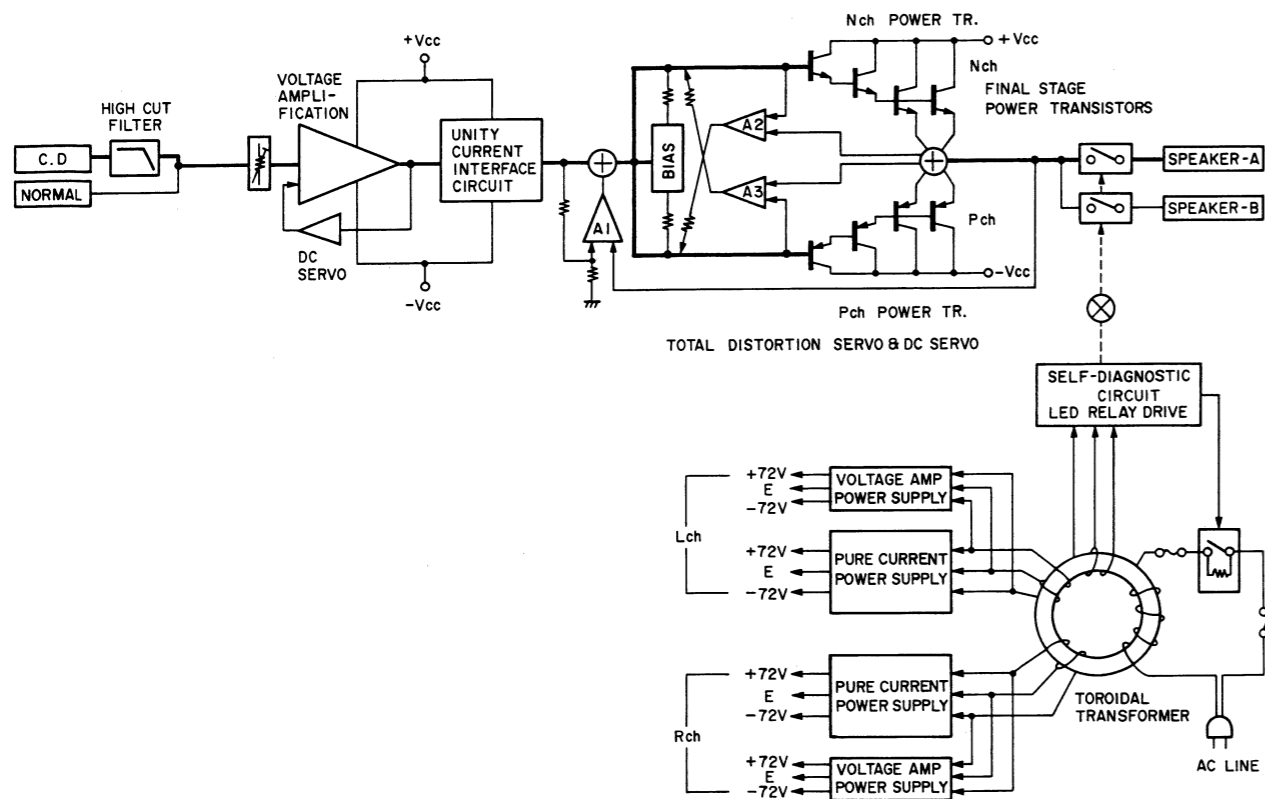 Nch POWER TR.
+Vcc
Nch
FINAL STAGE
POWER TRANSISTORS
+Vcc
VOLTAGE
AMPLI-
FICATION
HIGH CUT
FILTER
C.D
NORMAL
UNITY
CURRENT
INTERFACE
CIRCUIT
DC
SERVO
-Vcc
A1
BIAS
A2
A3
Pch
-Vcc
Pch POWER TR.
SPEAKER-A
SPEAKER-B
TOTAL DISTORTION SERVO & DC SERVO
SELF-DIAGNOSTIC
CIRCUIT
LED RELAY DRIVE
Lch
+72V
E
-72V
VOLTAGE AMP
POWER SUPPLY
+72V
E
-72V
PURE CURRENT
POWER SUPPLY
Rch
+72V
E
-72V
PURE CURRENT
POWER SUPPLY
+72V
E
-72V
VOLTAGE AMP
POWER SUPPLY
TOROIDAL
TRANSFORMER
AC LINE